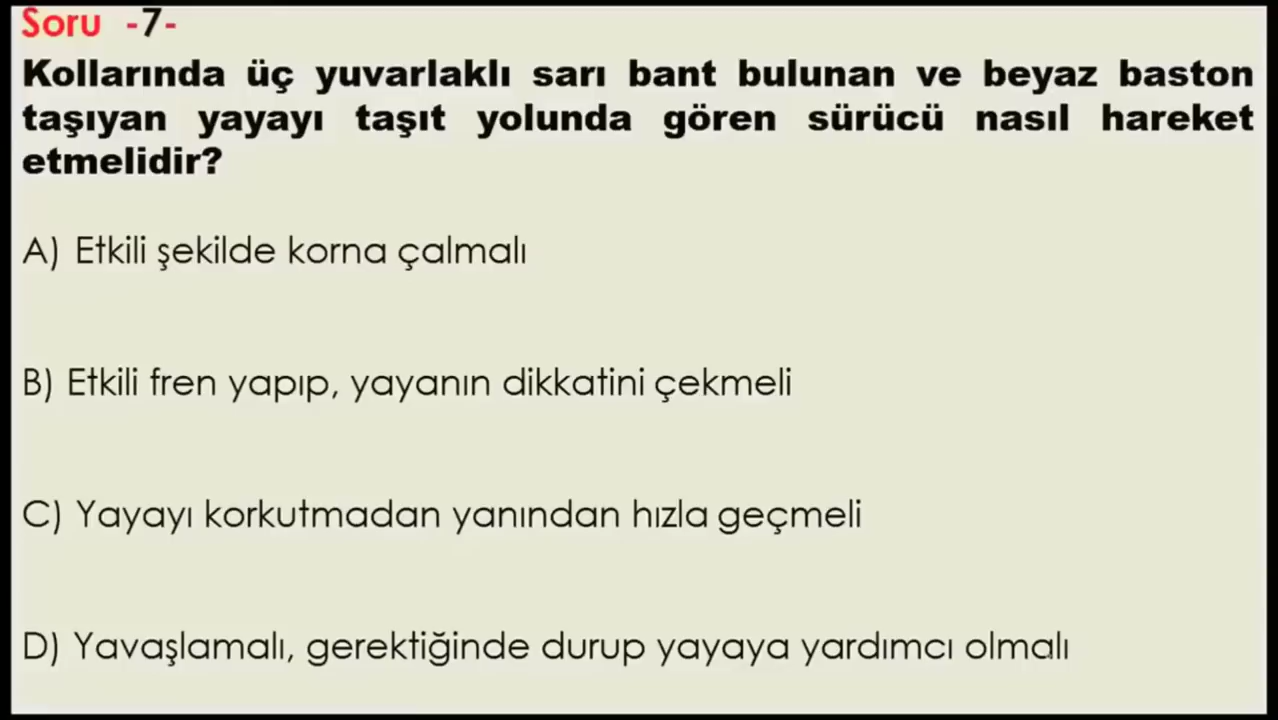 Soru -7-
Kollarında üç yuvarlaklı sarı bant bulunan ve beyaz baston
taşıyan yayayı taşıt yolunda gören sürücü nasıl hareket
etmelidir?
A) Etkili şekilde korna çalmalı
B) Etkili fren yapıp, yayanın dikkatini çekmeli
C) Yayayı korkutmadan yanından hızla geçmeli
D) Yavaşlamalı, gerektiğinde durup yayaya yardımcı olmalı